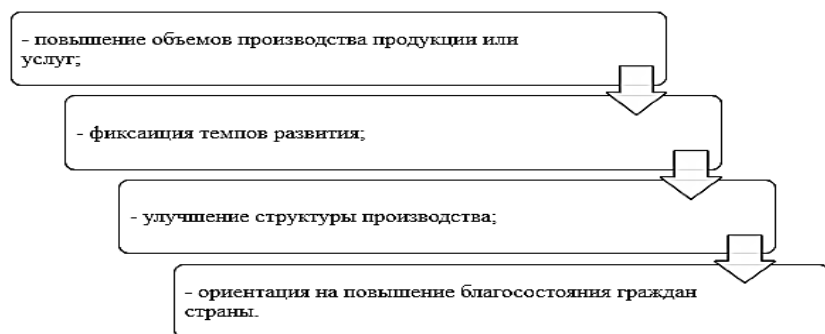 - повышение объемов производства продукции или
услуг;
- фиксаиция темпов развития;
- улучшение структуры производства;
- ориентация на повышение благосостояния граждан
страны.